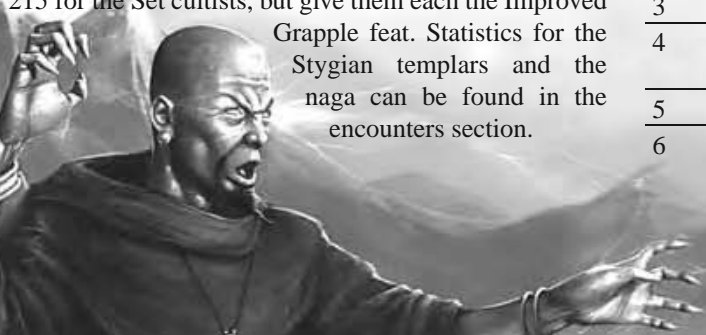 215 for the Set cultists, but give them each the Improved
Grapple feat. Statistics for the
Stygian templars and the
naga can be found in the
encounters section.
3
4
5
6